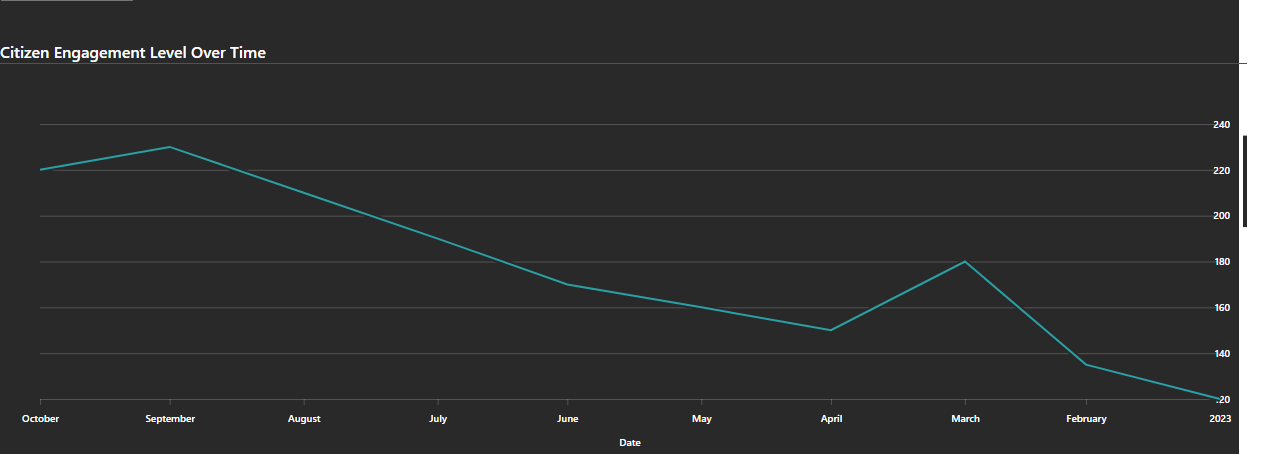 Citizen Engagement Level Over Time
240
220
200
180
160
140
20
October September August July June May April March February 2023
Date